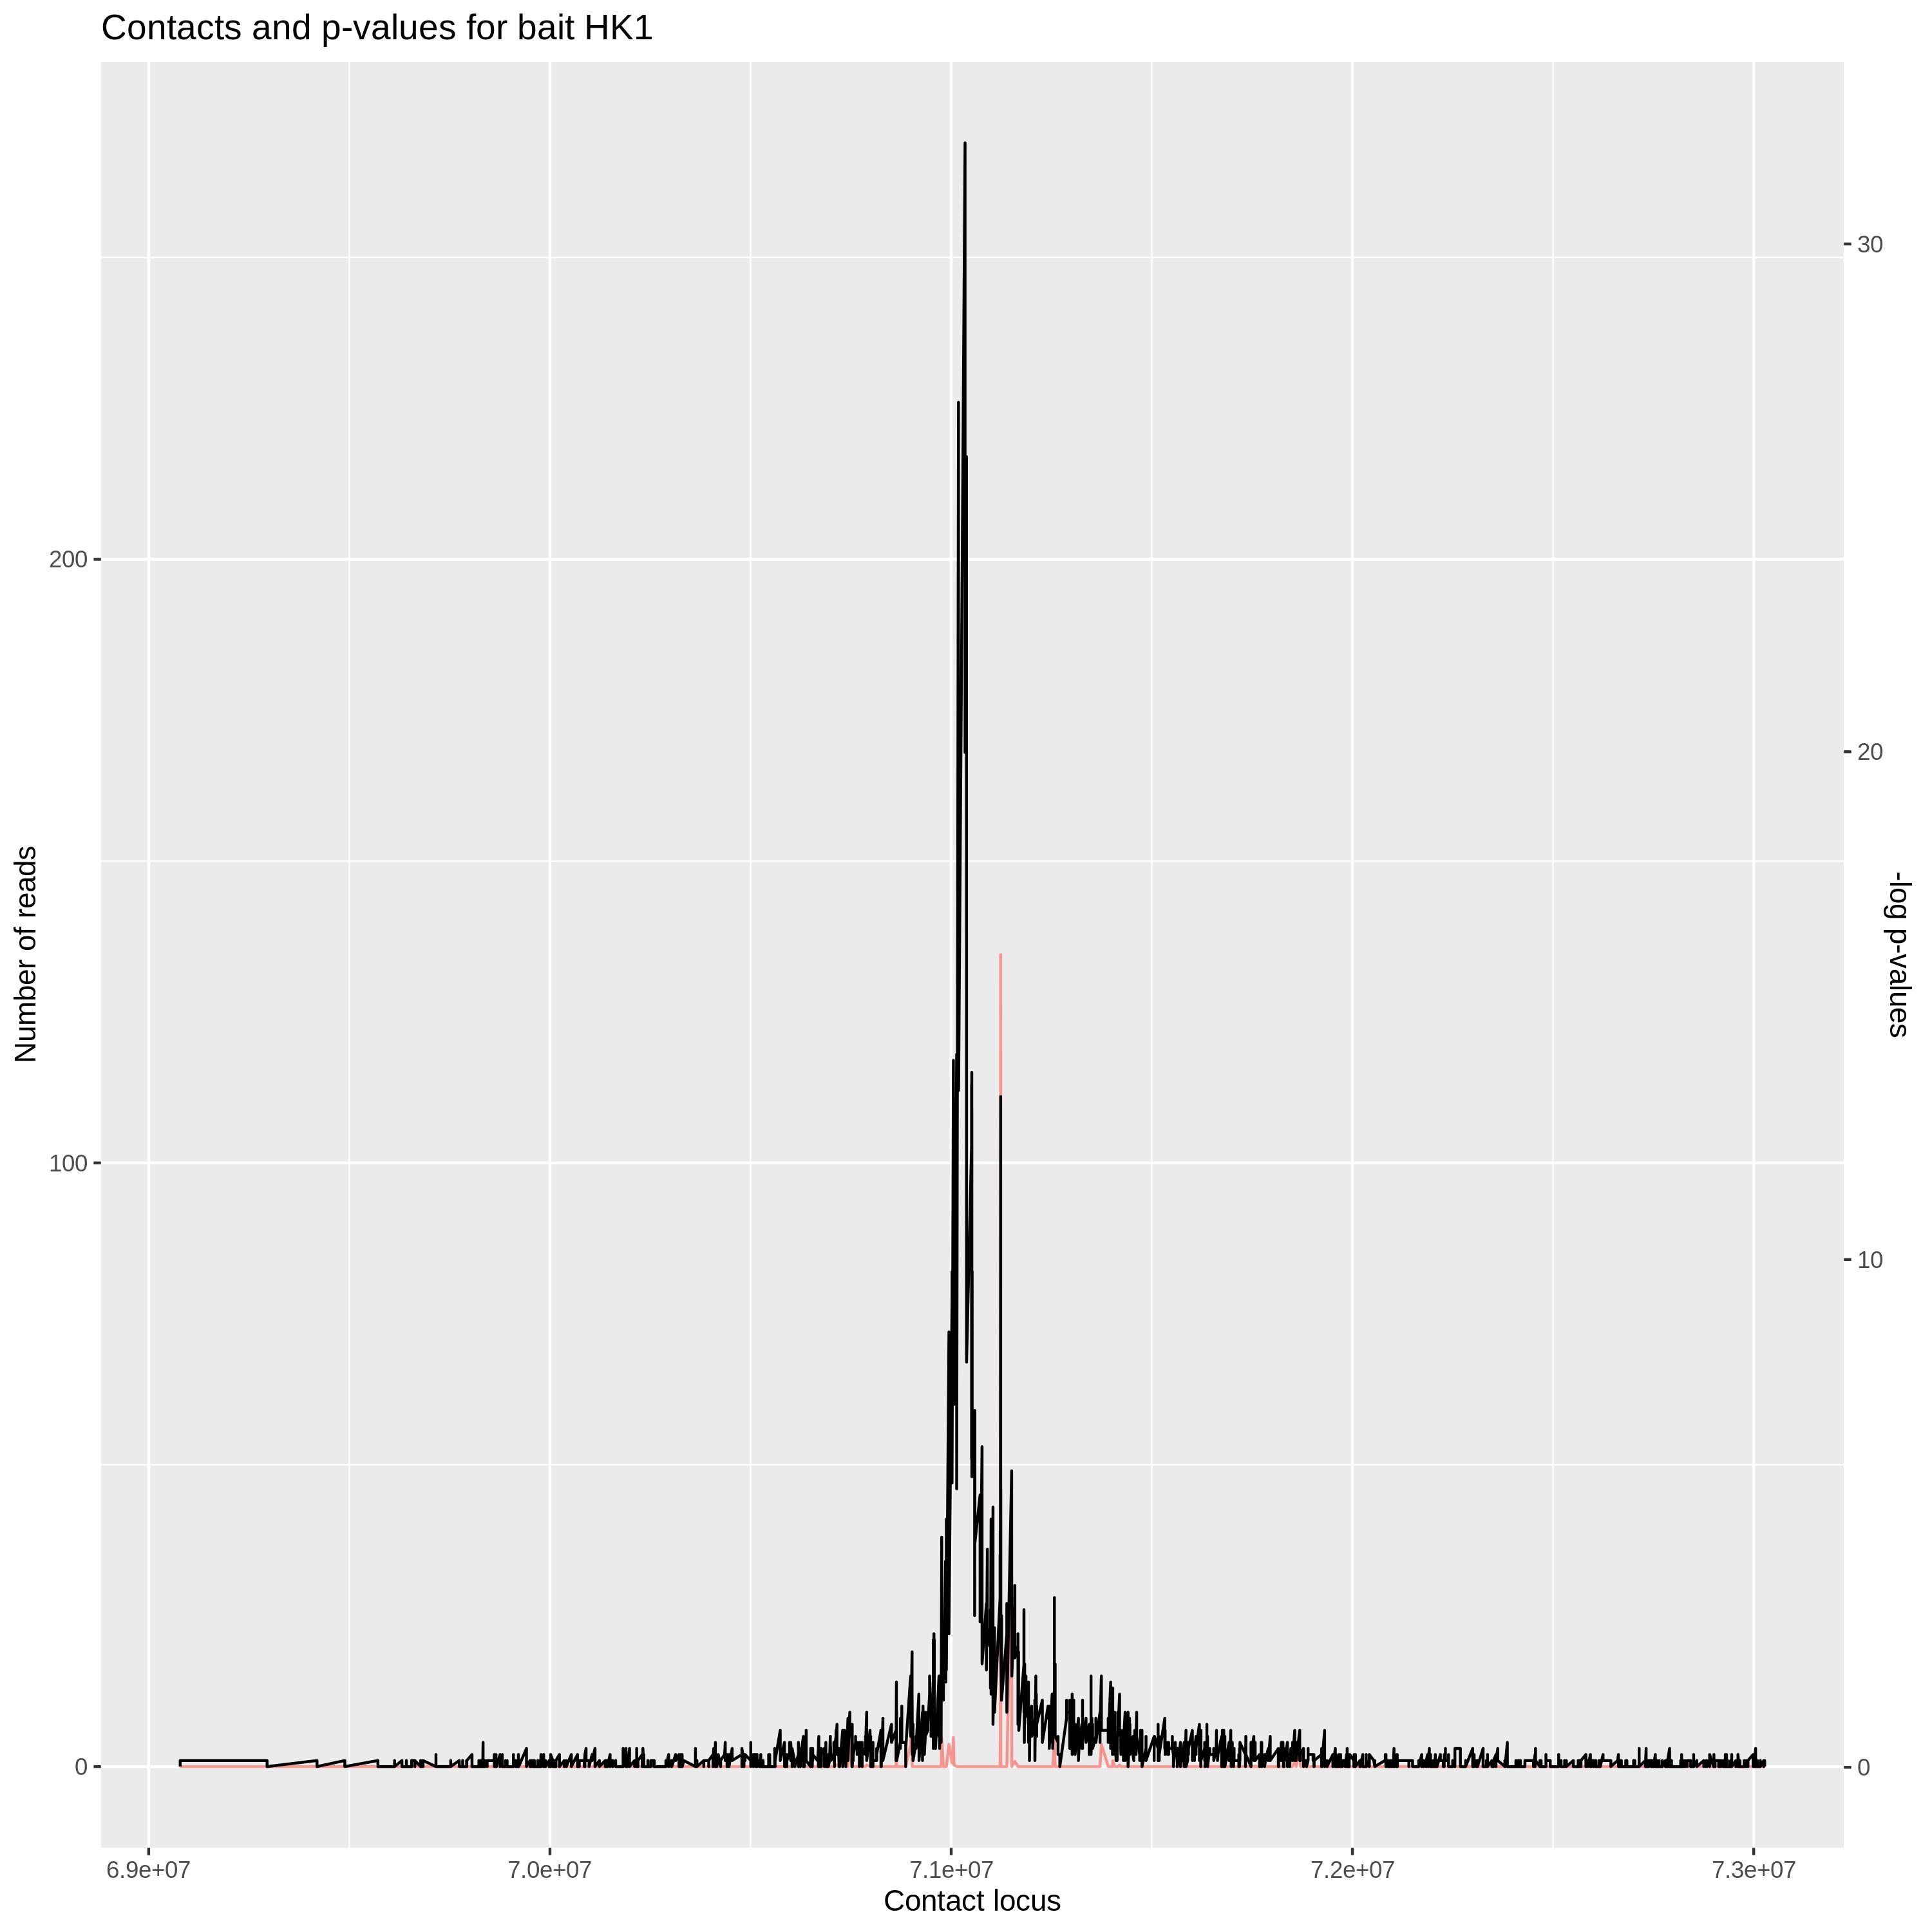 Contacts and p-values for bait HK1
Number of reads
200
100
0
30
20
10
0
-log p-values
6.9e+07
7.0e+07
7.1e+07
7.2e+07
7.3e+07
Contact locus